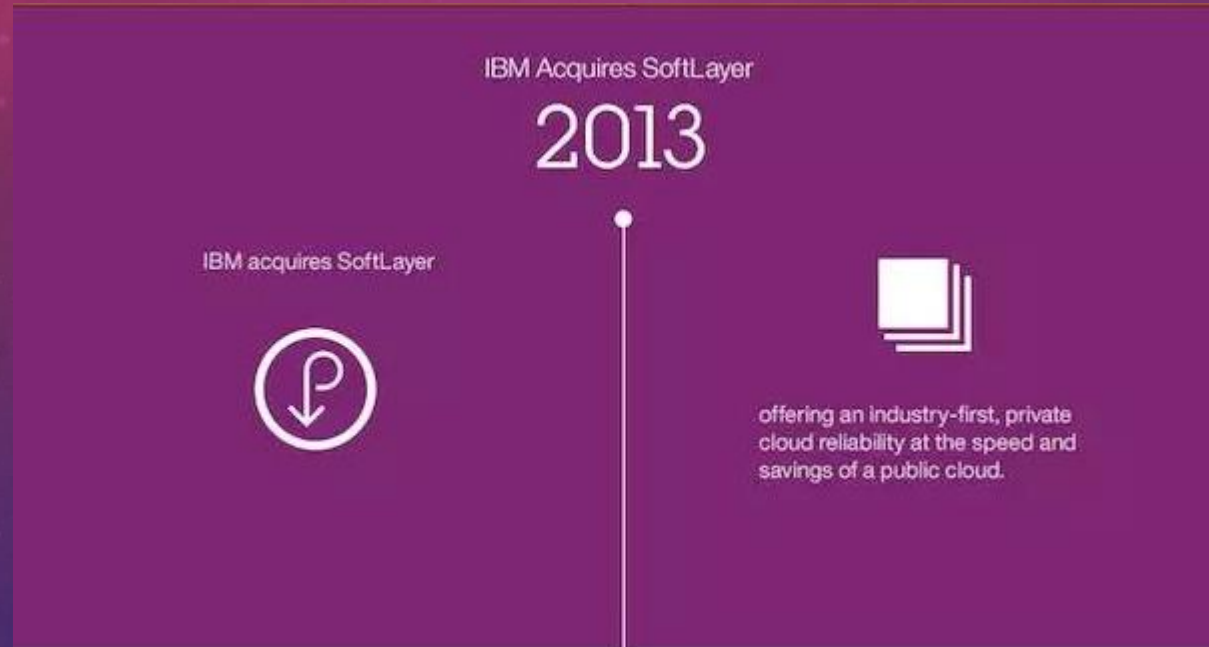 IBM Acquires SoftLayer
2013
IBM acquires SoftLayer
offering an industry-first, private
cloud reliability at the speed and
savings of a public cloud.